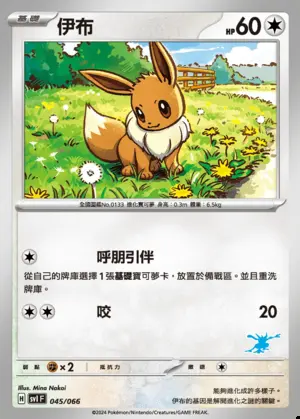 基礎 伊布 HP60
全國圖鑑No.0133 進化寶可夢 身高：0.3m 體重：6.5kg
呼朋引伴
從自己的牌庫選擇1張基礎寶可夢卡，放置於備戰區。並且重洗
牌庫。
咬 20
弱點 ×2 抵抗力 撤退
Illus. Mina Nakai
H svI F 045/066
能夠進化成許多樣子。
伊布的基因是解開進化之謎的關鍵。
©2024 Pokémon/Nintendo/Creatures/GAME FREAK.